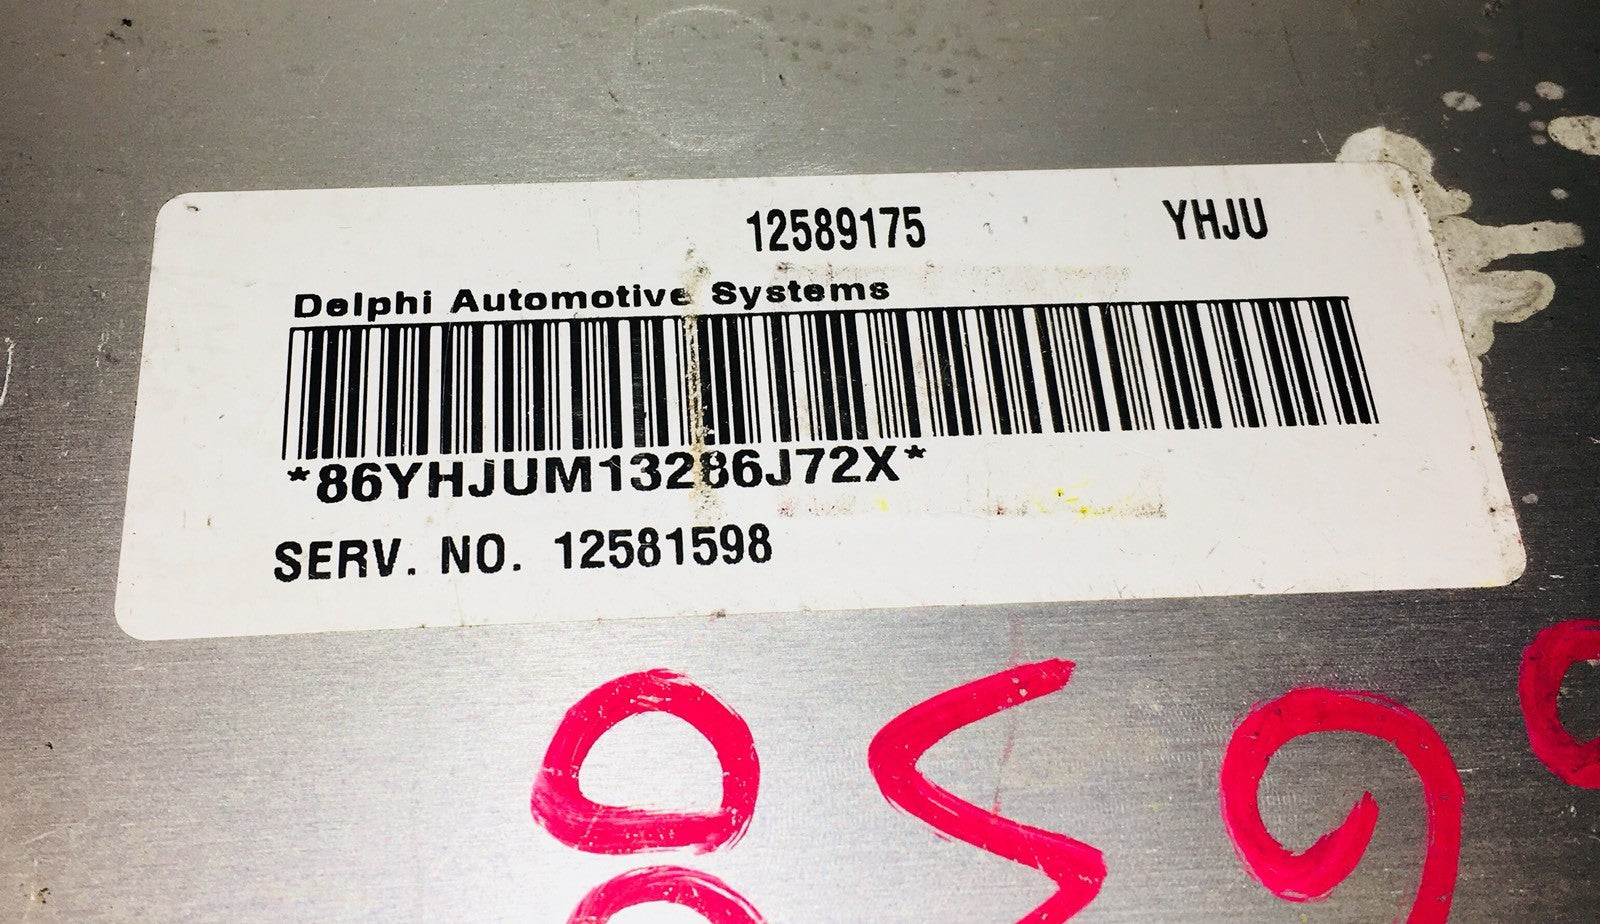 12589175 YHJU
Delphi Automotive Systems
*86YHJUM13286J72X*
SERV. NO. 12581598